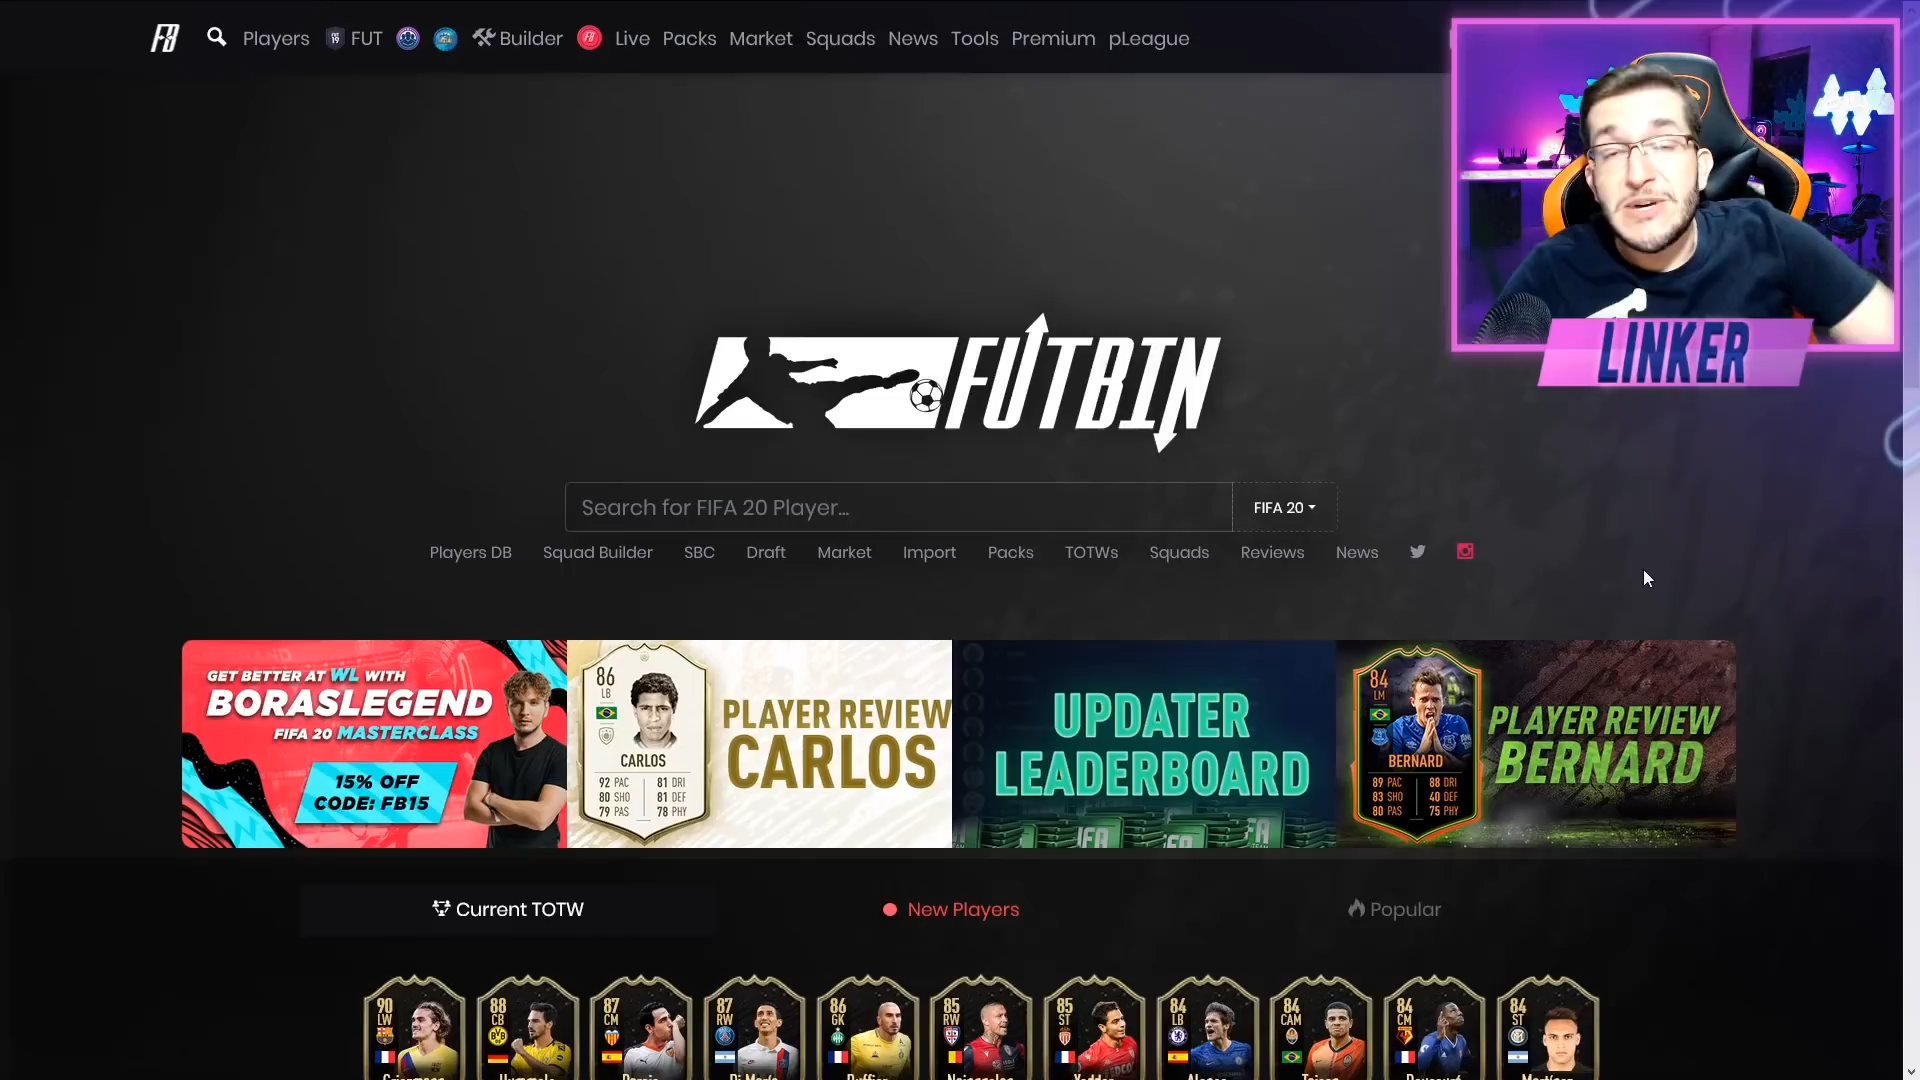 FB Players FUT Builder Live Packs Market Squads News Tools Premium pLeague
LINKER
FUTBIN
Search for FIFA 20 Player...
FIFA 20
Players DB Squad Builder SBC Draft Market Import Packs TOTWs Squads Reviews News
GET BETTER AT WL WITH
BORASLEGEND
FIFA 20 MASTERCLASS
15% OFF
CODE: FB15
86
LB
CARLOS
92 PAC 81 DRI
80 SHO 81 DEF
79 PAS 78 PHY
PLAYER REVIEW
CARLOS
UPDATER
LEADERBOARD
84
LM
BERNARD
89 PAC 88 DRI
83 SHO 40 DEF
80 PAS 75 PHY
PLAYER REVIEW
BERNARD
Current TOTW
New Players
Popular
90 88 87 87 86 85 85 84 84 84 84
LW CB CM RW GK RW ST LB CAM CM ST